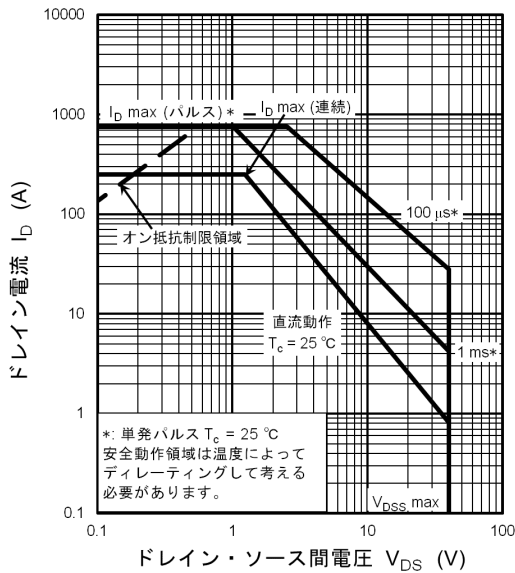 10000
1000
100
10
1
0.1
ドレイン電流 I_D (A)
I_D max (パルス) *
I_D max (連続)
オン抵抗制限領域
100 μs*
直流動作
T_c = 25 ℃
1 ms*
*: 単発パルス T_c = 25 ℃
安全動作領域は温度によって
ディレーティングして考える
必要があります。
V_DSS max
0.1
1
10
100
ドレイン・ソース間電圧 V_DS (V)